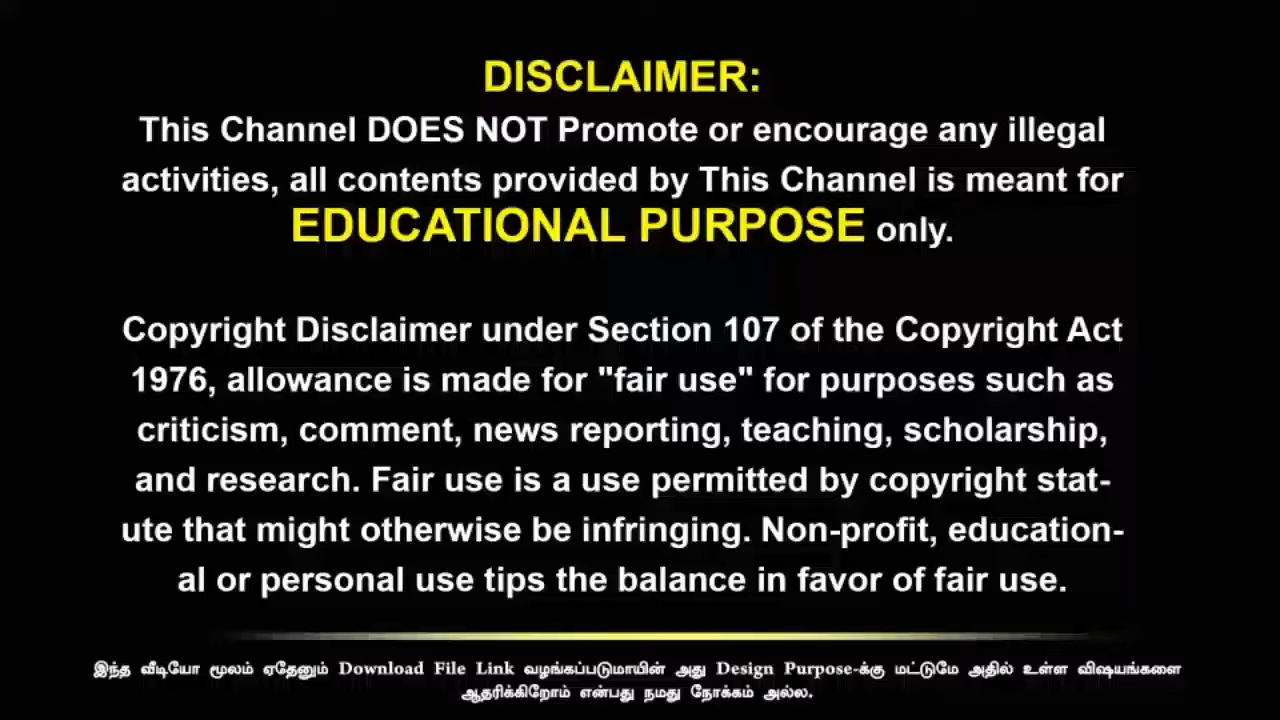 DISCLAIMER:
This Channel DOES NOT Promote or encourage any illegal
activities, all contents provided by This Channel is meant for
EDUCATIONAL PURPOSE only.
Copyright Disclaimer under Section 107 of the Copyright Act
1976, allowance is made for "fair use" for purposes such as
criticism, comment, news reporting, teaching, scholarship,
and research. Fair use is a use permitted by copyright stat-
ute that might otherwise be infringing. Non-profit, education-
al or personal use tips the balance in favor of fair use.
இந்த வீடியோ மூலம் ஏதேனும் Download File Link வழங்கப்படுமாயின் அது Design Purpose-க்கு மட்டுமே அதில் உள்ள விஷயங்களை
ஆதரிக்கிறோம் என்பது நமது நோக்கம் அல்ல.